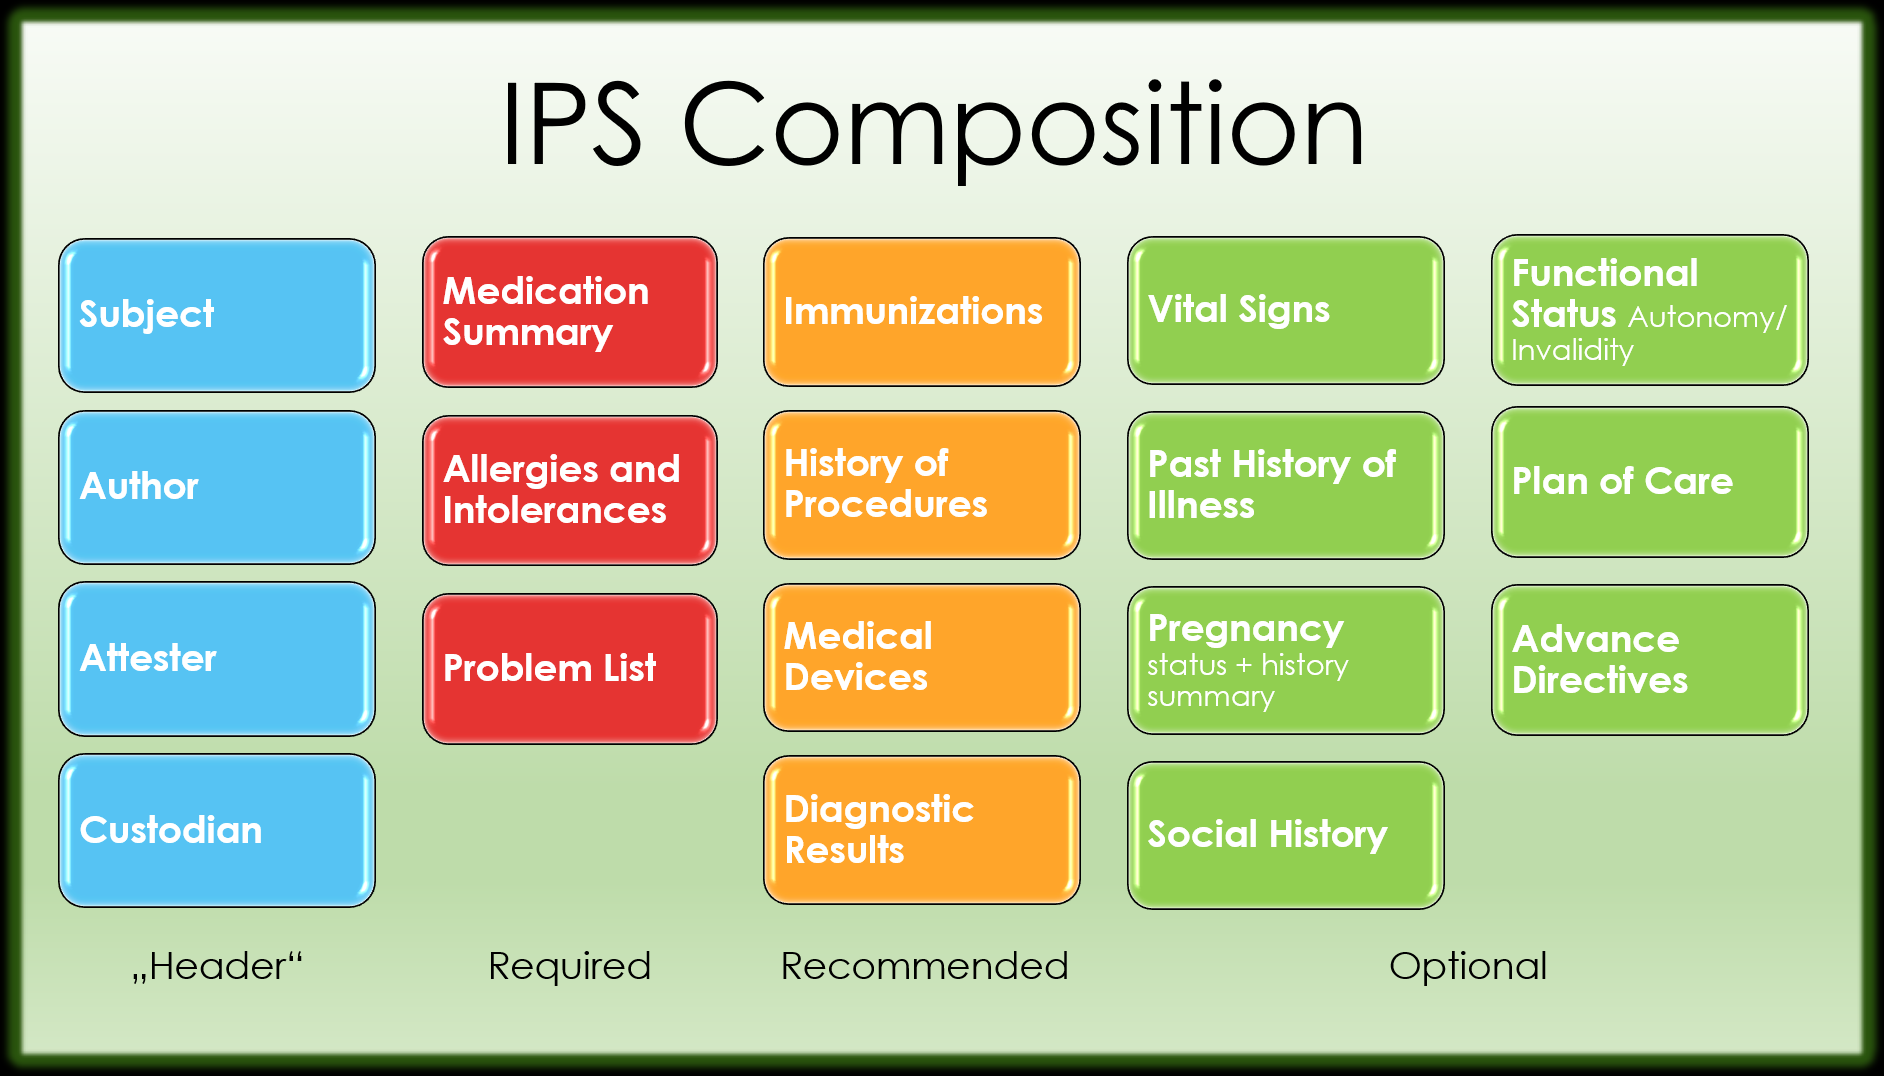 IPS Composition
Subject
Author
Attester
Custodian
„Header“
Medication
Summary
Allergies and
Intolerances
Problem List
Required
Immunizations
History of
Procedures
Medical
Devices
Diagnostic
Results
Recommended
Vital Signs
Past History of
Illness
Pregnancy
status + history
summary
Social History
Functional
Status Autonomy/
Invalidity
Plan of Care
Advance
Directives
Optional